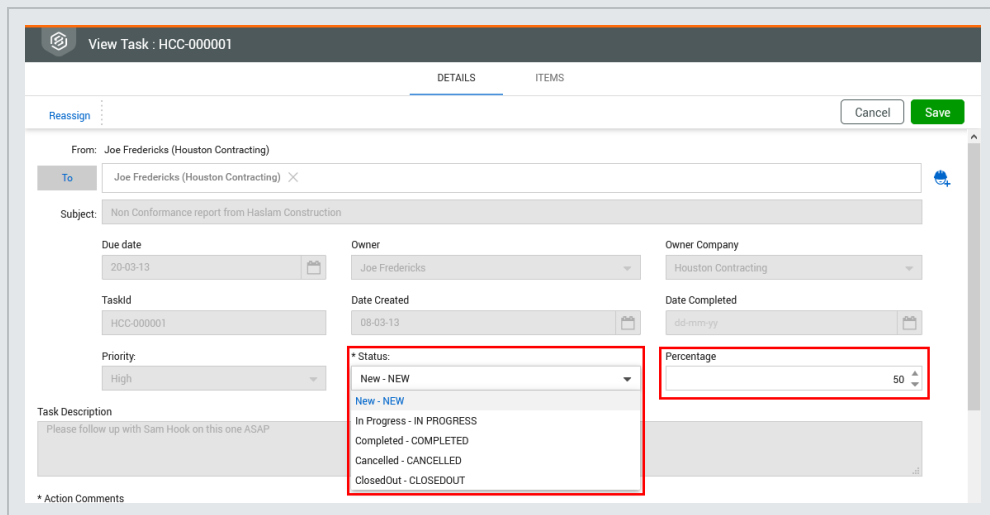 View Task : HCC-000001
DETAILS ITEMS
Reassign Cancel Save
From: Joe Fredericks (Houston Contracting)
To Joe Fredericks (Houston Contracting)
Subject: Non Conformance report from Haslam Construction
Due date Owner Owner Company
20-03-13 Joe Fredericks Houston Contracting
TaskId Date Created Date Completed
HCC-000001 08-03-13 dd-mm-yy
Priority: * Status: Percentage
High New - NEW 50
New - NEW
In Progress - IN PROGRESS
Completed - COMPLETED
Cancelled - CANCELLED
ClosedOut - CLOSEDOUT
Task Description
Please follow up with Sam Hook on this one ASAP
* Action Comments